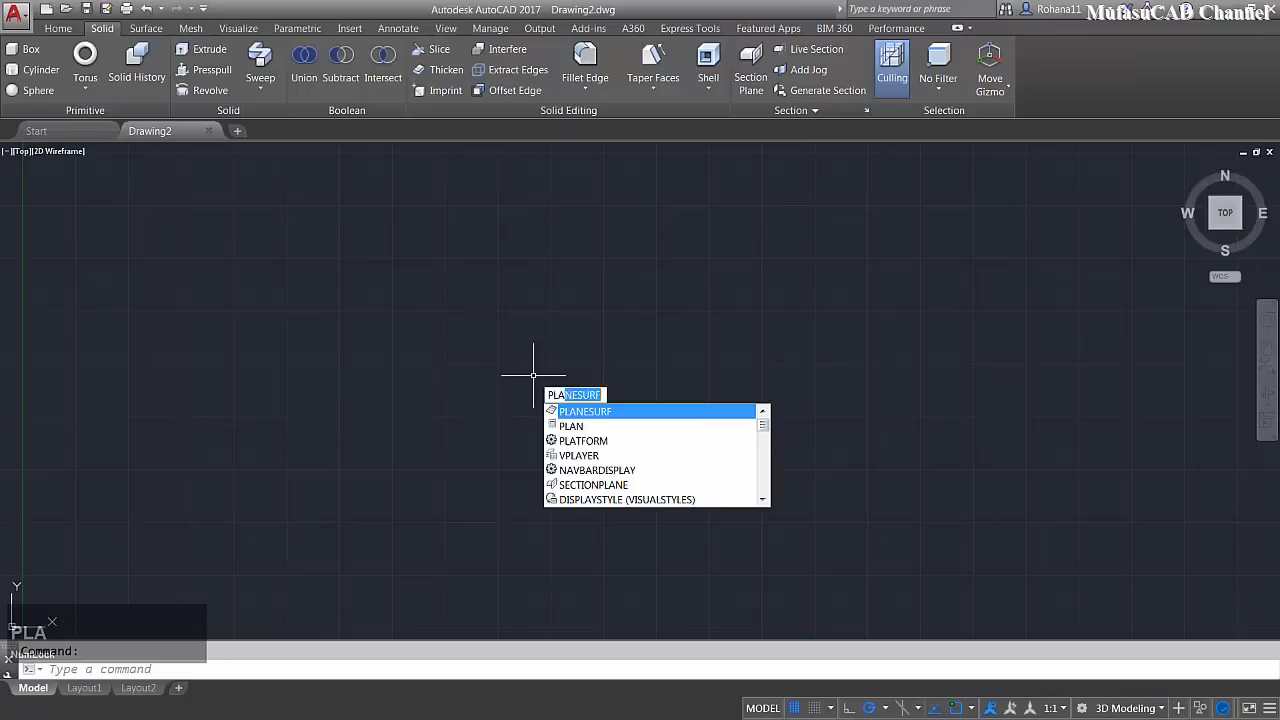 Autodesk AutoCAD 2017 Drawing2.dwg
Type a keyword or phrase
Rohana11
MufasuCAD Channel
Home Solid Surface Mesh Visualize Parametric Insert Annotate View Manage Output Add-ins A360 Express Tools Featured Apps BIM 360 Performance
Box
Cylinder
Sphere
Torus
Solid History
Primitive
Extrude
Presspull
Revolve
Sweep
Solid
Union
Subtract
Intersect
Boolean
Slice
Thicken
Imprint
Interfere
Extract Edges
Offset Edge
Fillet Edge
Taper Faces
Shell
Solid Editing
Section
Plane
Live Section
Add Jog
Generate Section
Section
Culling
No Filter
Move
Gizmo
Selection
Start
Drawing2
[−][Top][2D Wireframe]
N
W
TOP
E
S
WCS
PLANESURF
PLANESURF
PLAN
PLATFORM
VPLAYER
NAVBARDISPLAY
SECTIONPLANE
DISPLAYSTYLE (VISUALSTYLES)
Y
PLA
Command:
NumLock
Type a command
Model Layout1 Layout2
MODEL
1:1
3D Modeling